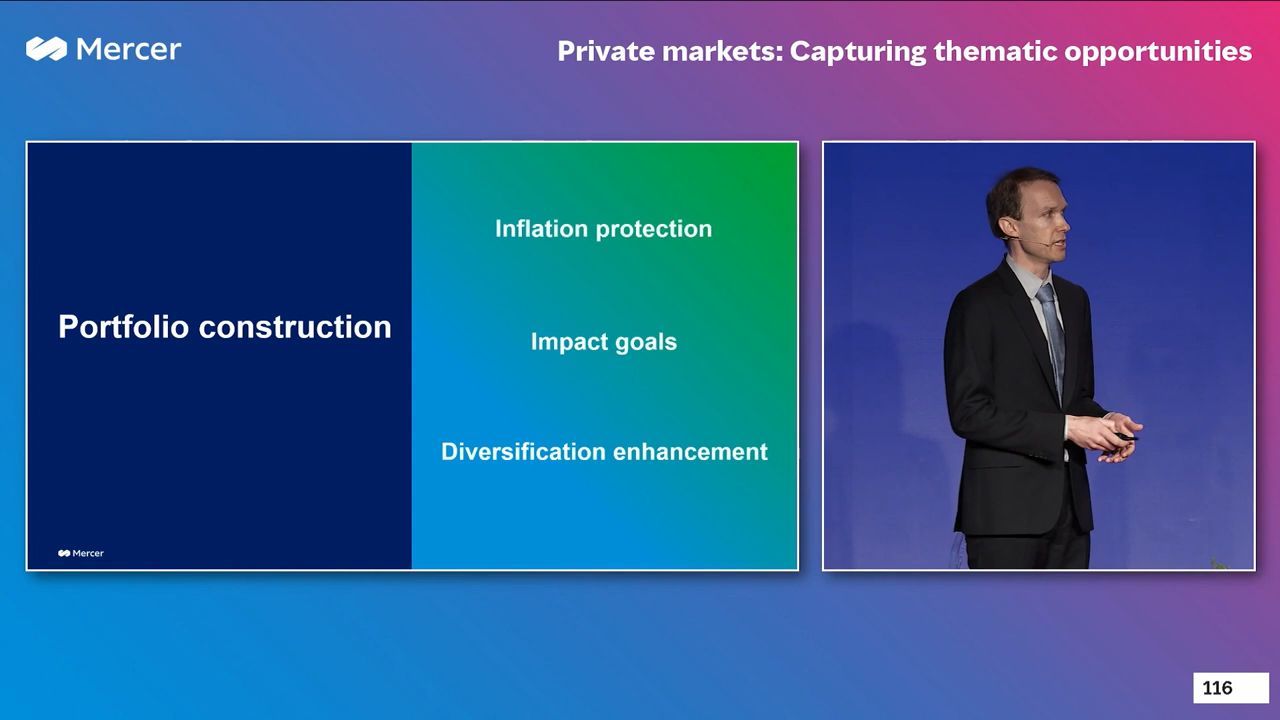 Mercer
Private markets: Capturing thematic opportunities
Portfolio construction
Inflation protection
Impact goals
Diversification enhancement
Mercer
116